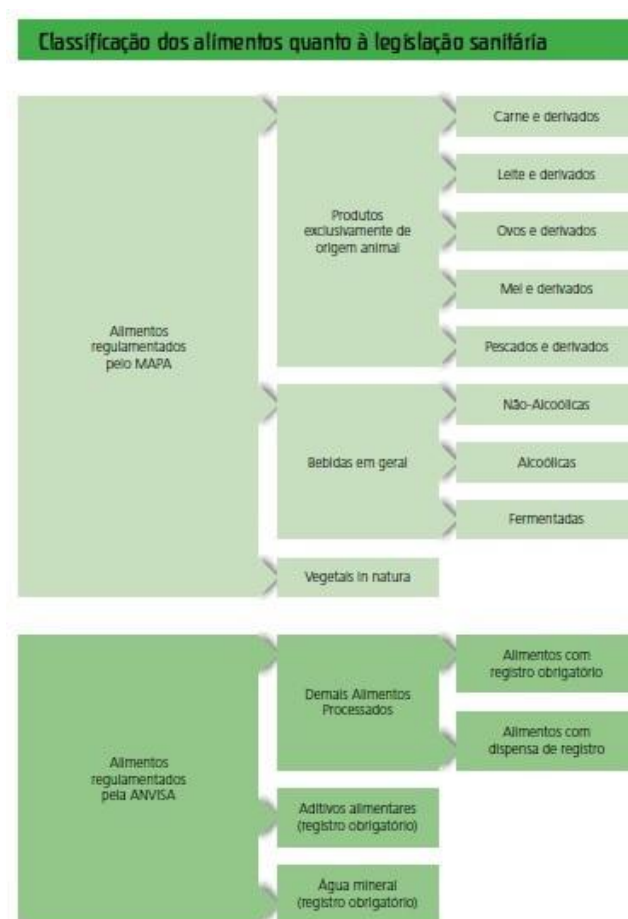 Classificação dos alimentos quanto à legislação sanitária
Alimentos
regulamentados
pelo MAPA
Produtos
exclusivamente de
origem animal
Carne e derivados
Leite e derivados
Ovos e derivados
Mel e derivados
Pescados e derivados
Bebidas em geral
Não-Alcoólicas
Alcoólicas
Fermentadas
Vegetais in natura
Alimentos
regulamentados
pela ANVISA
Demais Alimentos
Processados
Alimentos com
registro obrigatório
Alimentos com
dispensa de registro
Aditivos alimentares
(registro obrigatório)
Água mineral
(registro obrigatório)